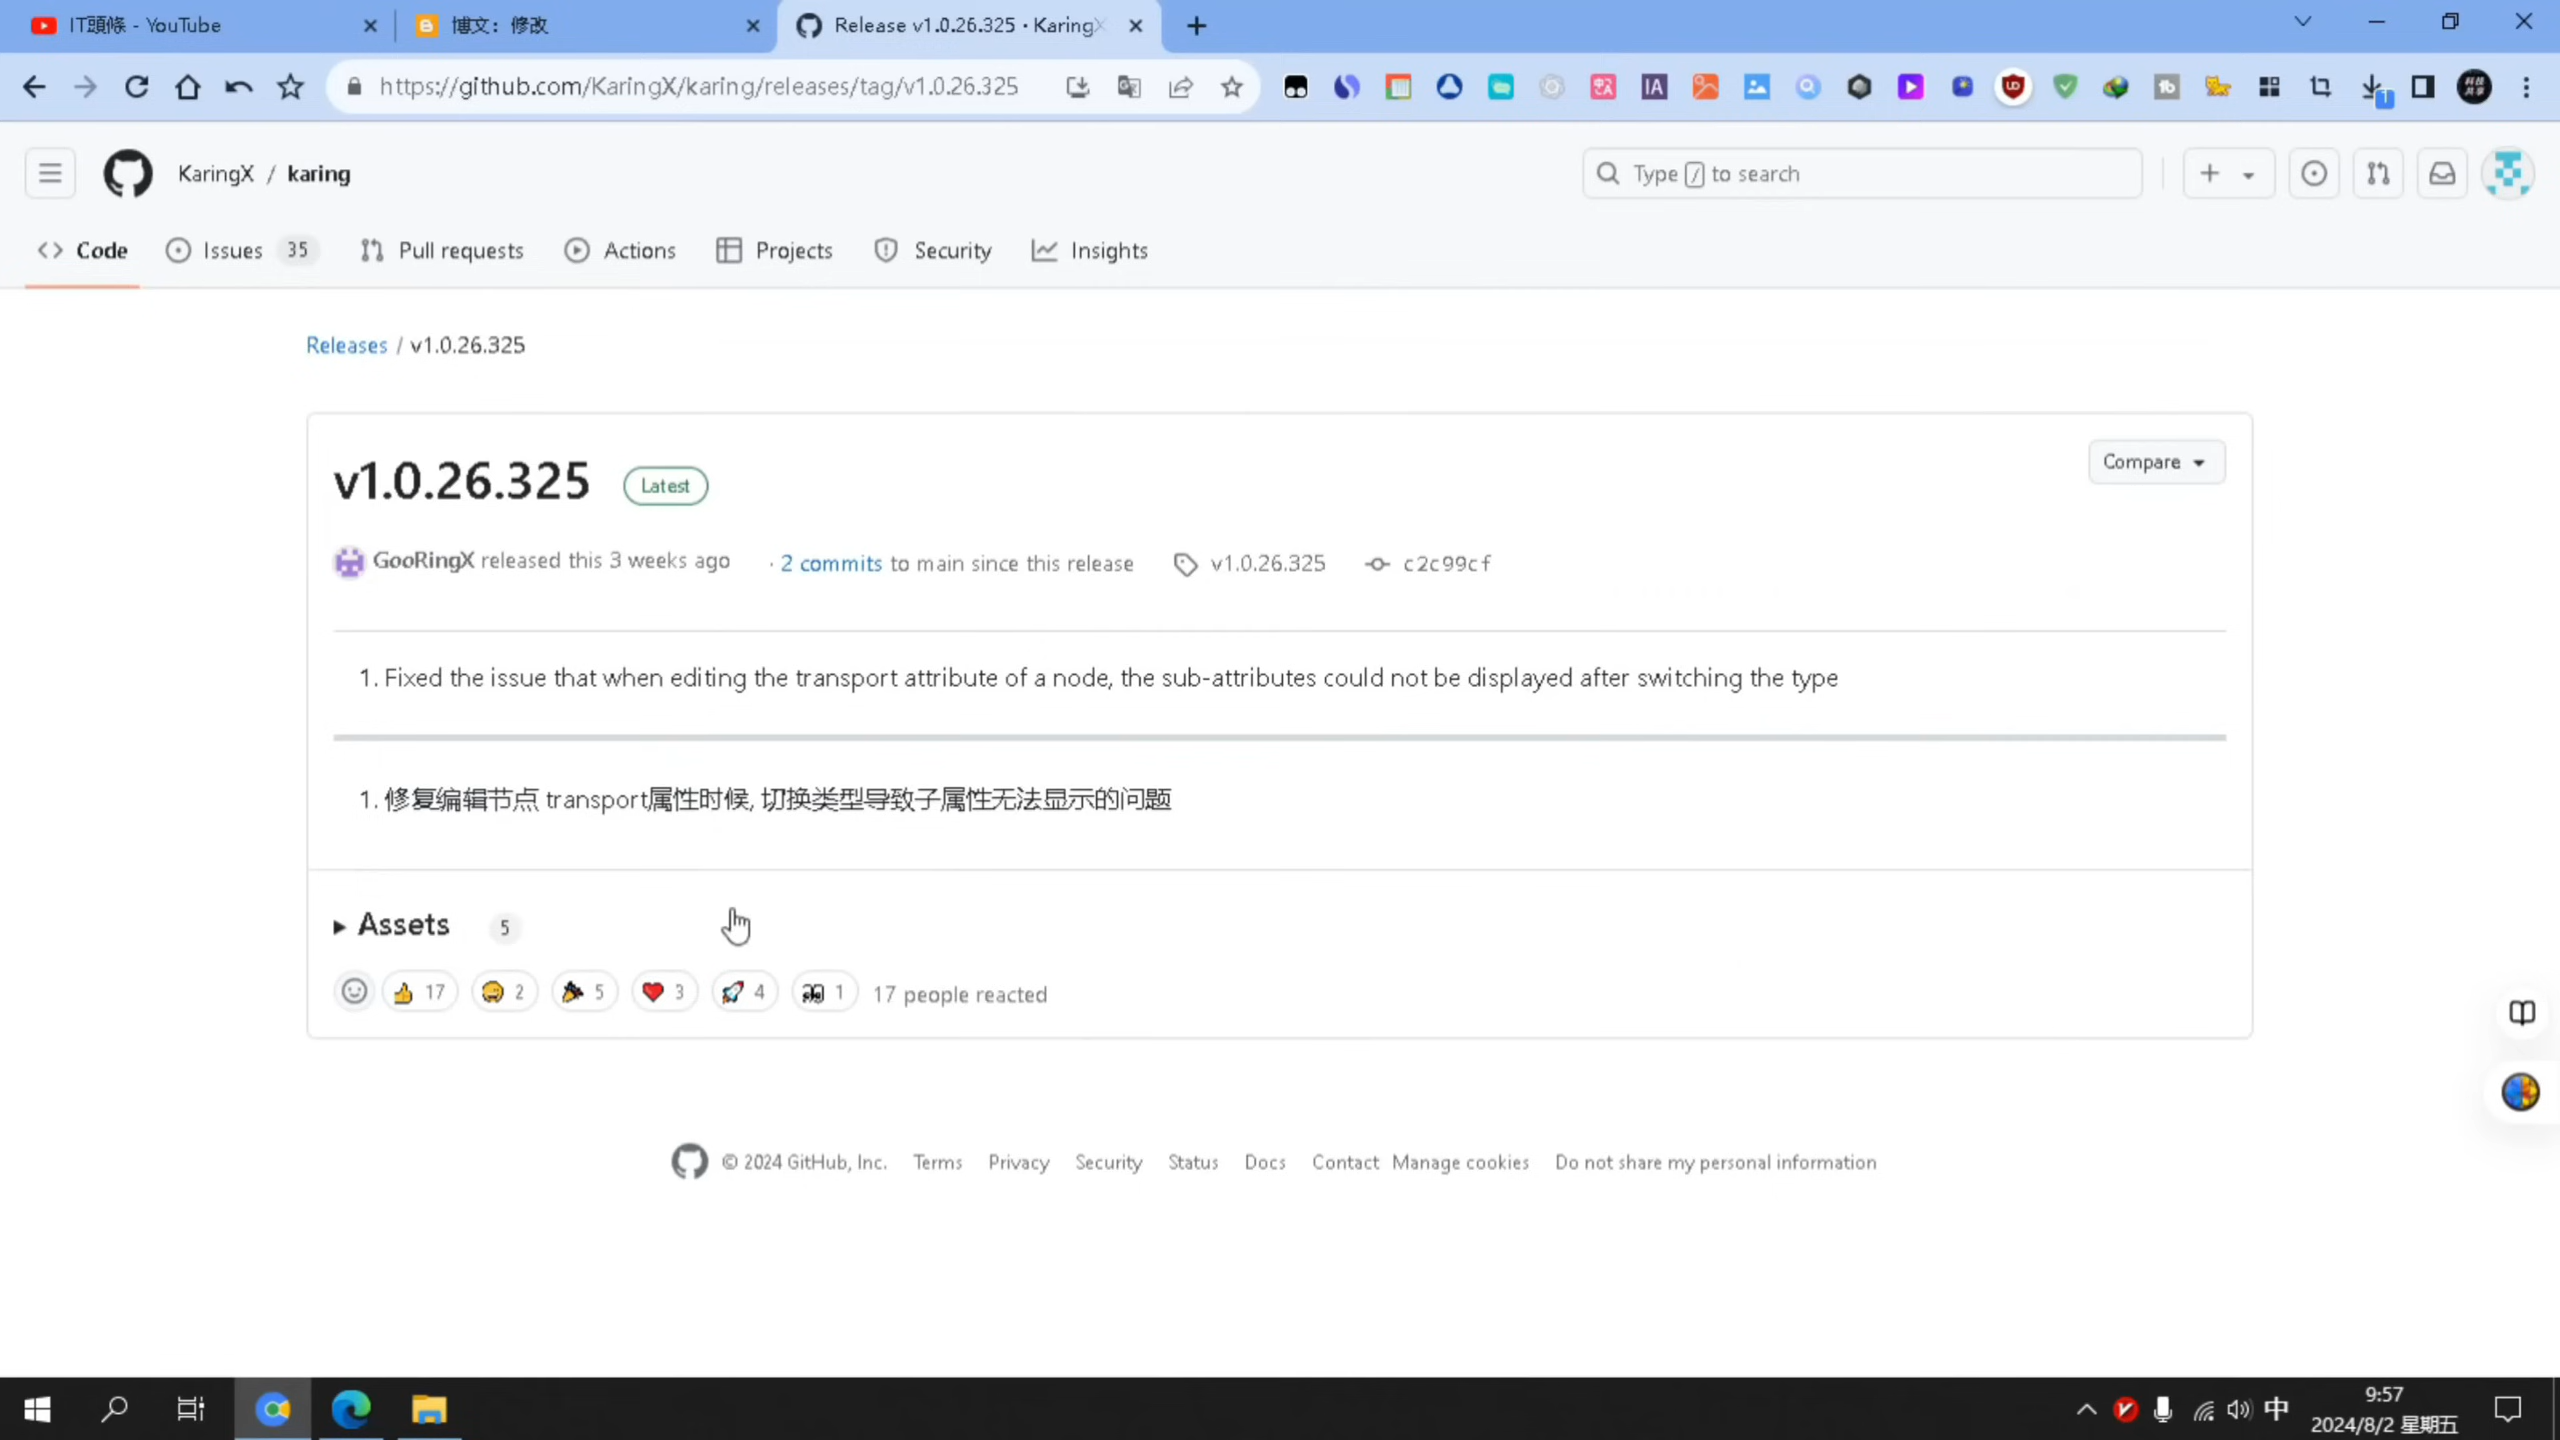 IT頭條 - YouTube
博文：修改
Release v1.0.26.325 · KaringX
https://github.com/KaringX/karing/releases/tag/v1.0.26.325
KaringX / karing
Type / to search
Code
Issues 35
Pull requests
Actions
Projects
Security
Insights
Releases / v1.0.26.325
v1.0.26.325 Latest
Compare
GooRingX released this 3 weeks ago · 2 commits to main since this release v1.0.26.325 c2c99cf
1. Fixed the issue that when editing the transport attribute of a node, the sub-attributes could not be displayed after switching the type
1. 修复编辑节点 transport属性时候, 切换类型导致子属性无法显示的问题
Assets 5
17 2 5 3 4 1 17 people reacted
© 2024 GitHub, Inc. Terms Privacy Security Status Docs Contact Manage cookies Do not share my personal information
中
9:57
2024/8/2 星期五